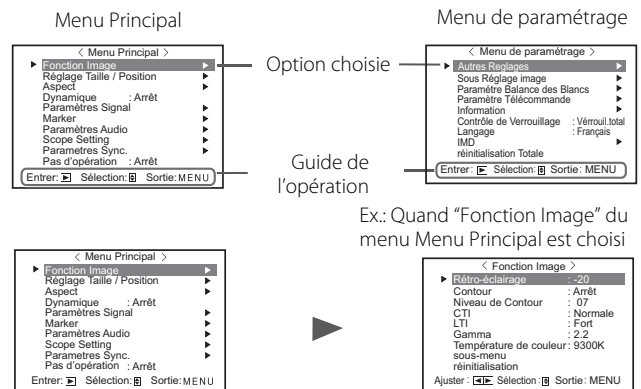 Menu Principal
< Menu Principal >
Fonction Image
Réglage Taille / Position
Aspect
Dynamique : Arrêt
Paramètres Signal
Marker
Paramètres Audio
Scope Setting
Parametres Sync.
Pas d'opération : Arrêt
Entrer: Sélection: Sortie: MENU
Option choisie
Guide de
l'opération
Menu de paramétrage
< Menu de paramétrage >
Autres Reglages
Sous Réglage image
Paramétre Balance des Blancs
Paramètre Télécommande
Information
Contrôle de Verrouillage : Vérrouil.total
Langage : Français
IMD
réinitialisation Totale
Entrer: Sélection: Sortie: MENU
Ex.: Quand “Fonction Image” du
menu Menu Principal est choisi
< Menu Principal >
Fonction Image
Réglage Taille / Position
Aspect
Dynamique : Arrêt
Paramètres Signal
Marker
Paramètres Audio
Scope Setting
Parametres Sync.
Pas d'opération : Arrêt
Entrer: Sélection: Sortie: MENU
< Fonction Image >
Rétro-éclairage : -20
Contour : Arrêt
Niveau de Contour : 07
CTI : Normale
LTI : Fort
Gamma : 2.2
Température de couleur : 9300K
sous-menu
réinitialisation
Ajuster : Sélection: Sortie: MENU